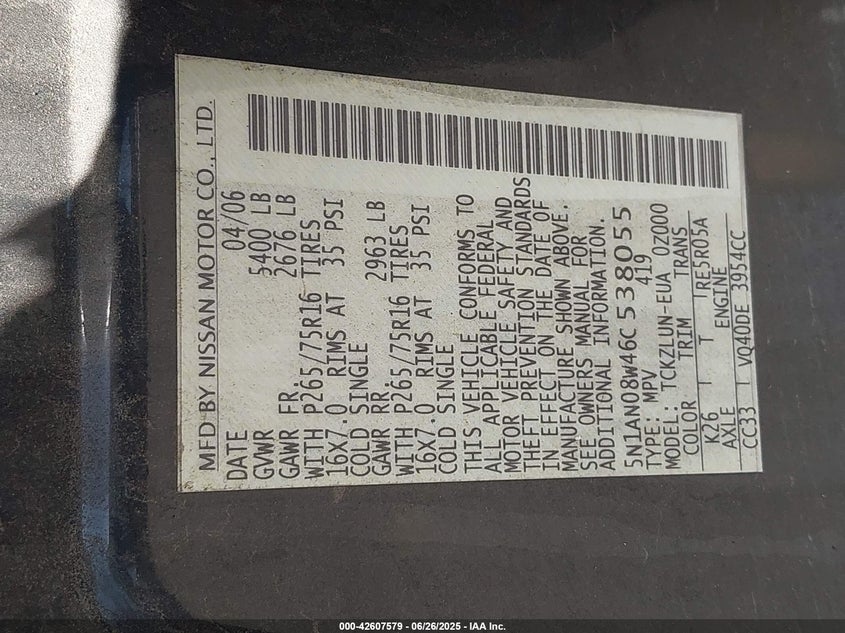 MFD BY NISSAN MOTOR CO., LTD.
DATE 04/06
GVWR 5400 LB
GAWR FR. 2676 LB
WITH P265/75R16 TIRES
16X7.0 RIMS AT 35 PSI
COLD SINGLE
GAWR RR. 2963 LB
WITH P265/75R16 TIRES
16X7.0 RIMS AT 35 PSI
COLD SINGLE
THIS VEHICLE CONFORMS TO
ALL APPLICABLE FEDERAL
MOTOR VEHICLE SAFETY AND
THEFT PREVENTION STANDARDS
IN EFFECT ON THE DATE OF
MANUFACTURE SHOWN ABOVE.
SEE OWNERS MANUAL FOR
ADDITIONAL INFORMATION.
5N1AN08W46C538055
TYPE: MPV 419
MODEL: TCKZLUN-EUA 0Z000
COLOR TRIM TRANS
K26 T RE5R05A
AXLE ENGINE
CC33 VQ40DE 3954CC
000-42607579 - 06/26/2025 - IAA Inc.